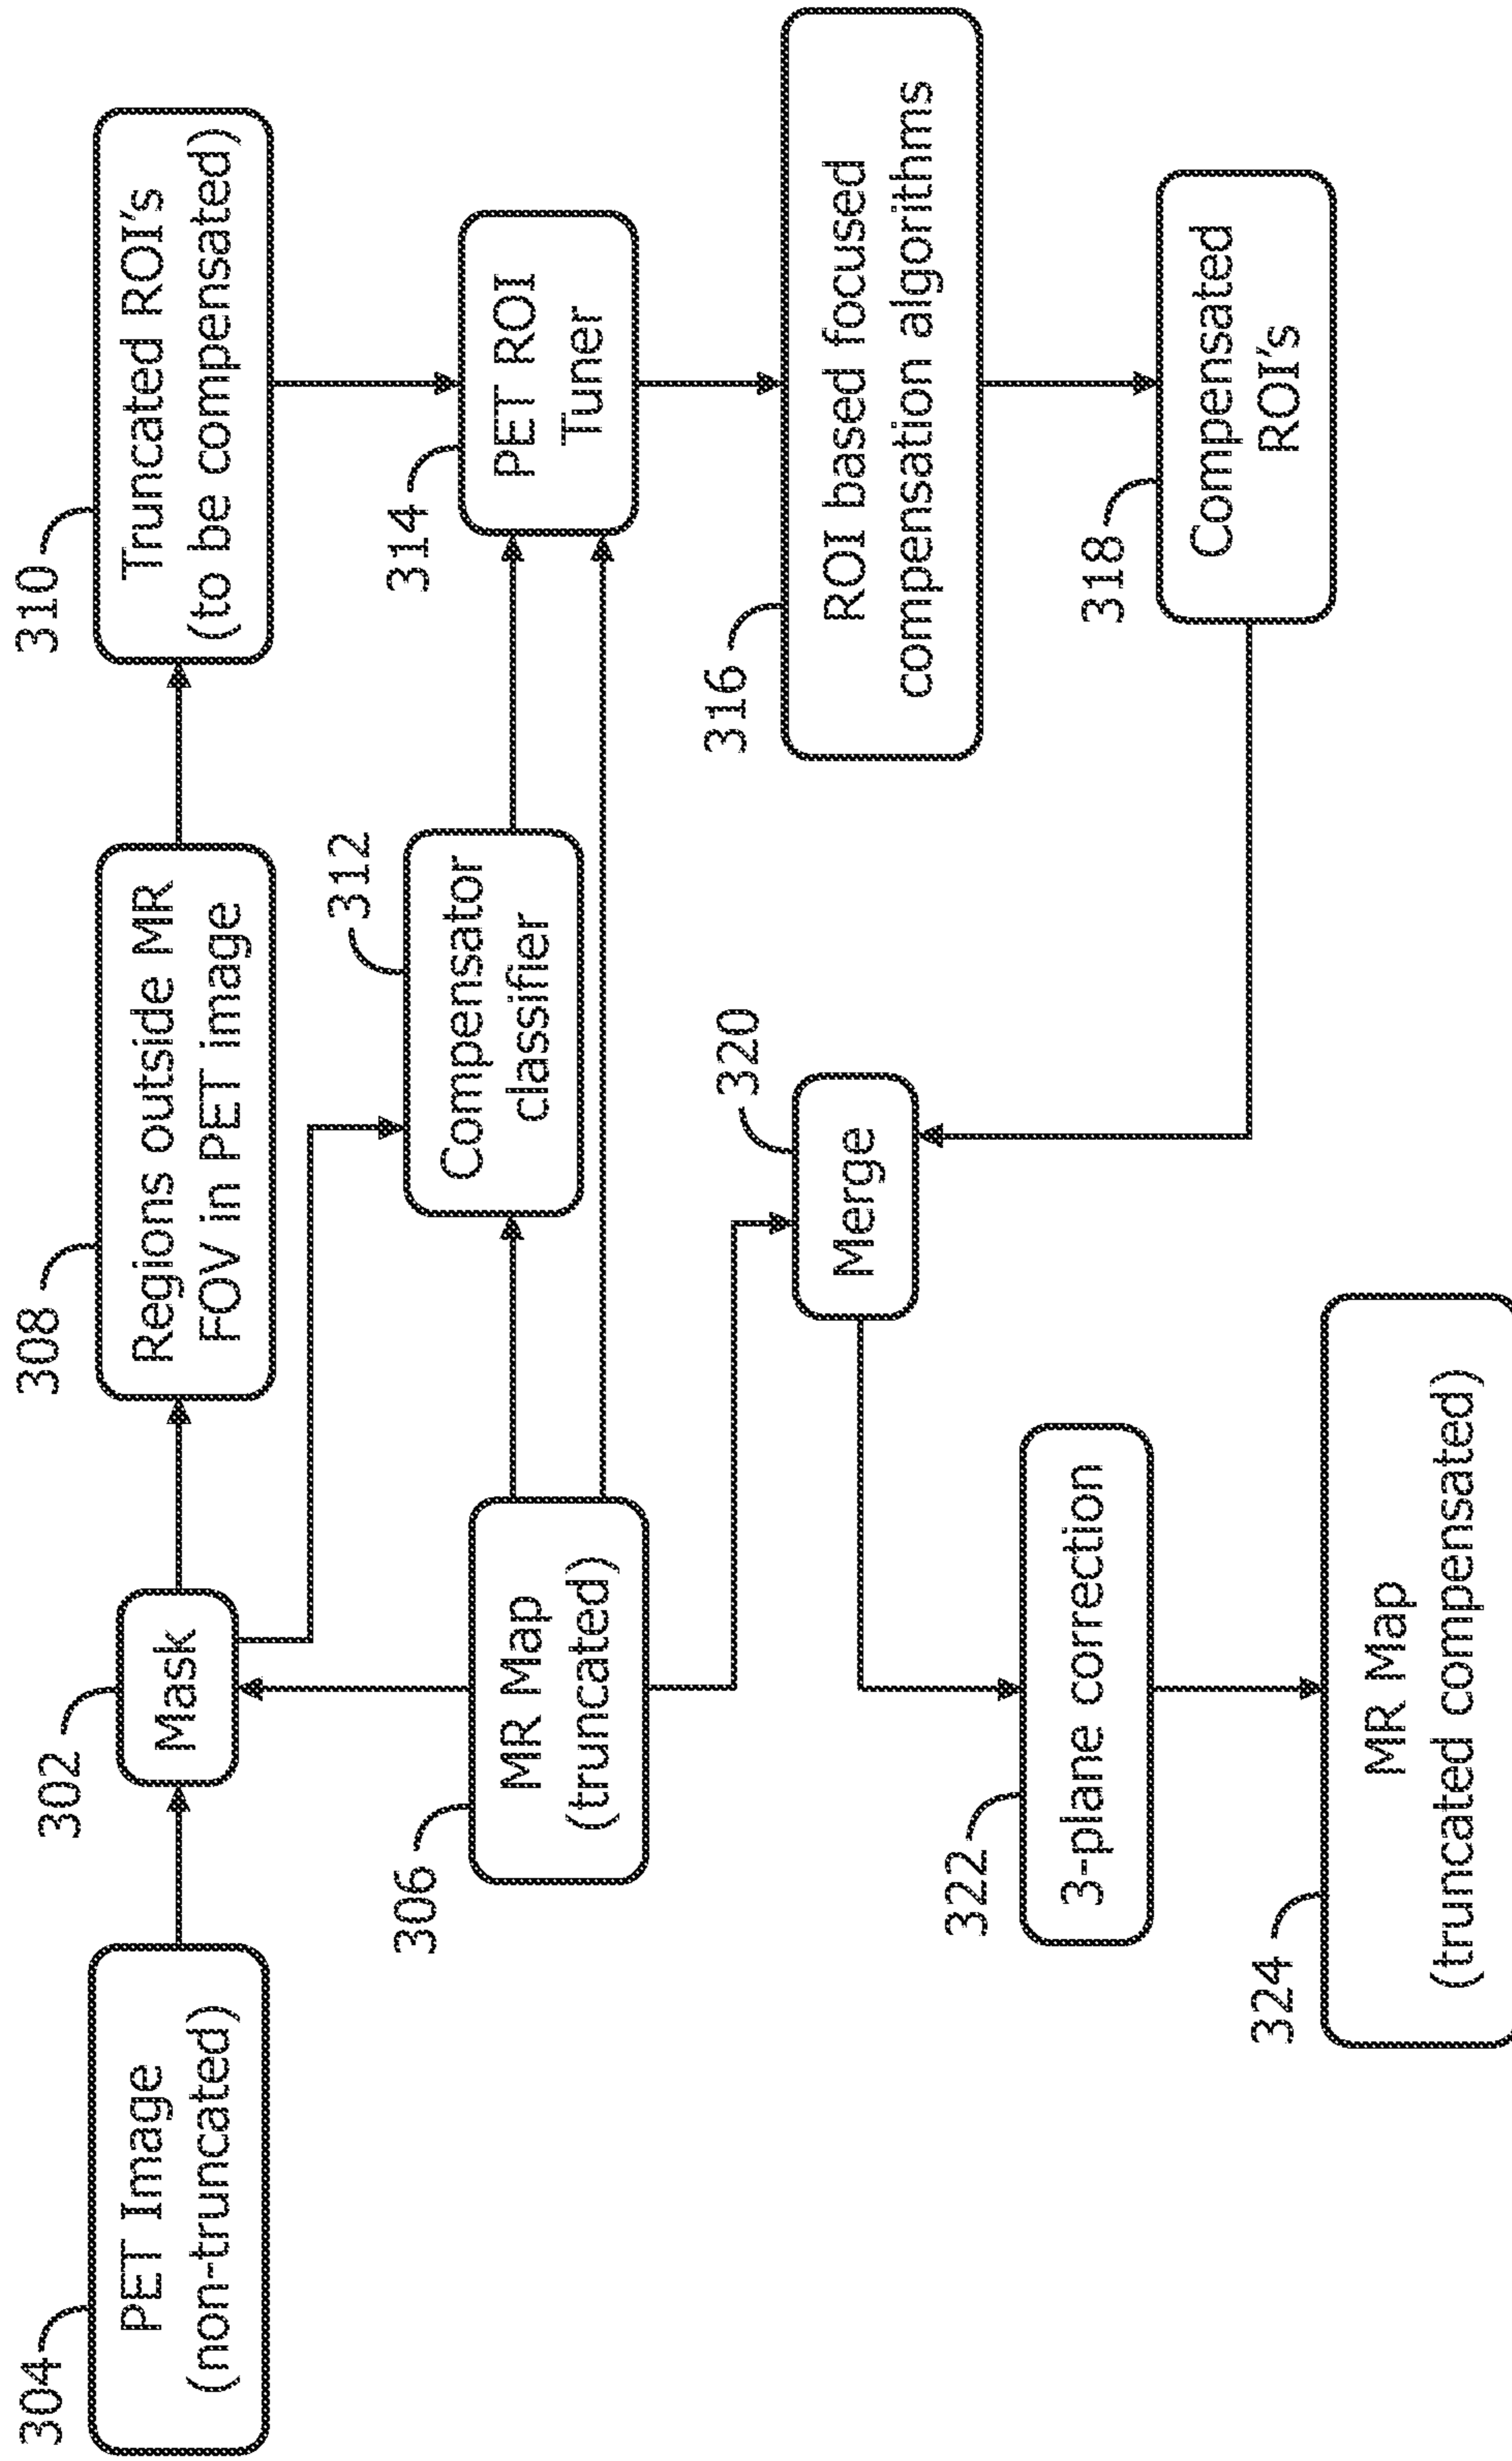 304
PET Image
(non-truncated)
302
Mask
308
Regions outside MR
FOV in PET image
310
Truncated ROI's
(to be compensated)
306
MR Map
(truncated)
312
Compensator
classifier
314
PET ROI
Tuner
316
ROI based focused
compensation algorithms
318
Compensated
ROI's
320
Merge
322
3-plane correction
324
MR Map
(truncated compensated)